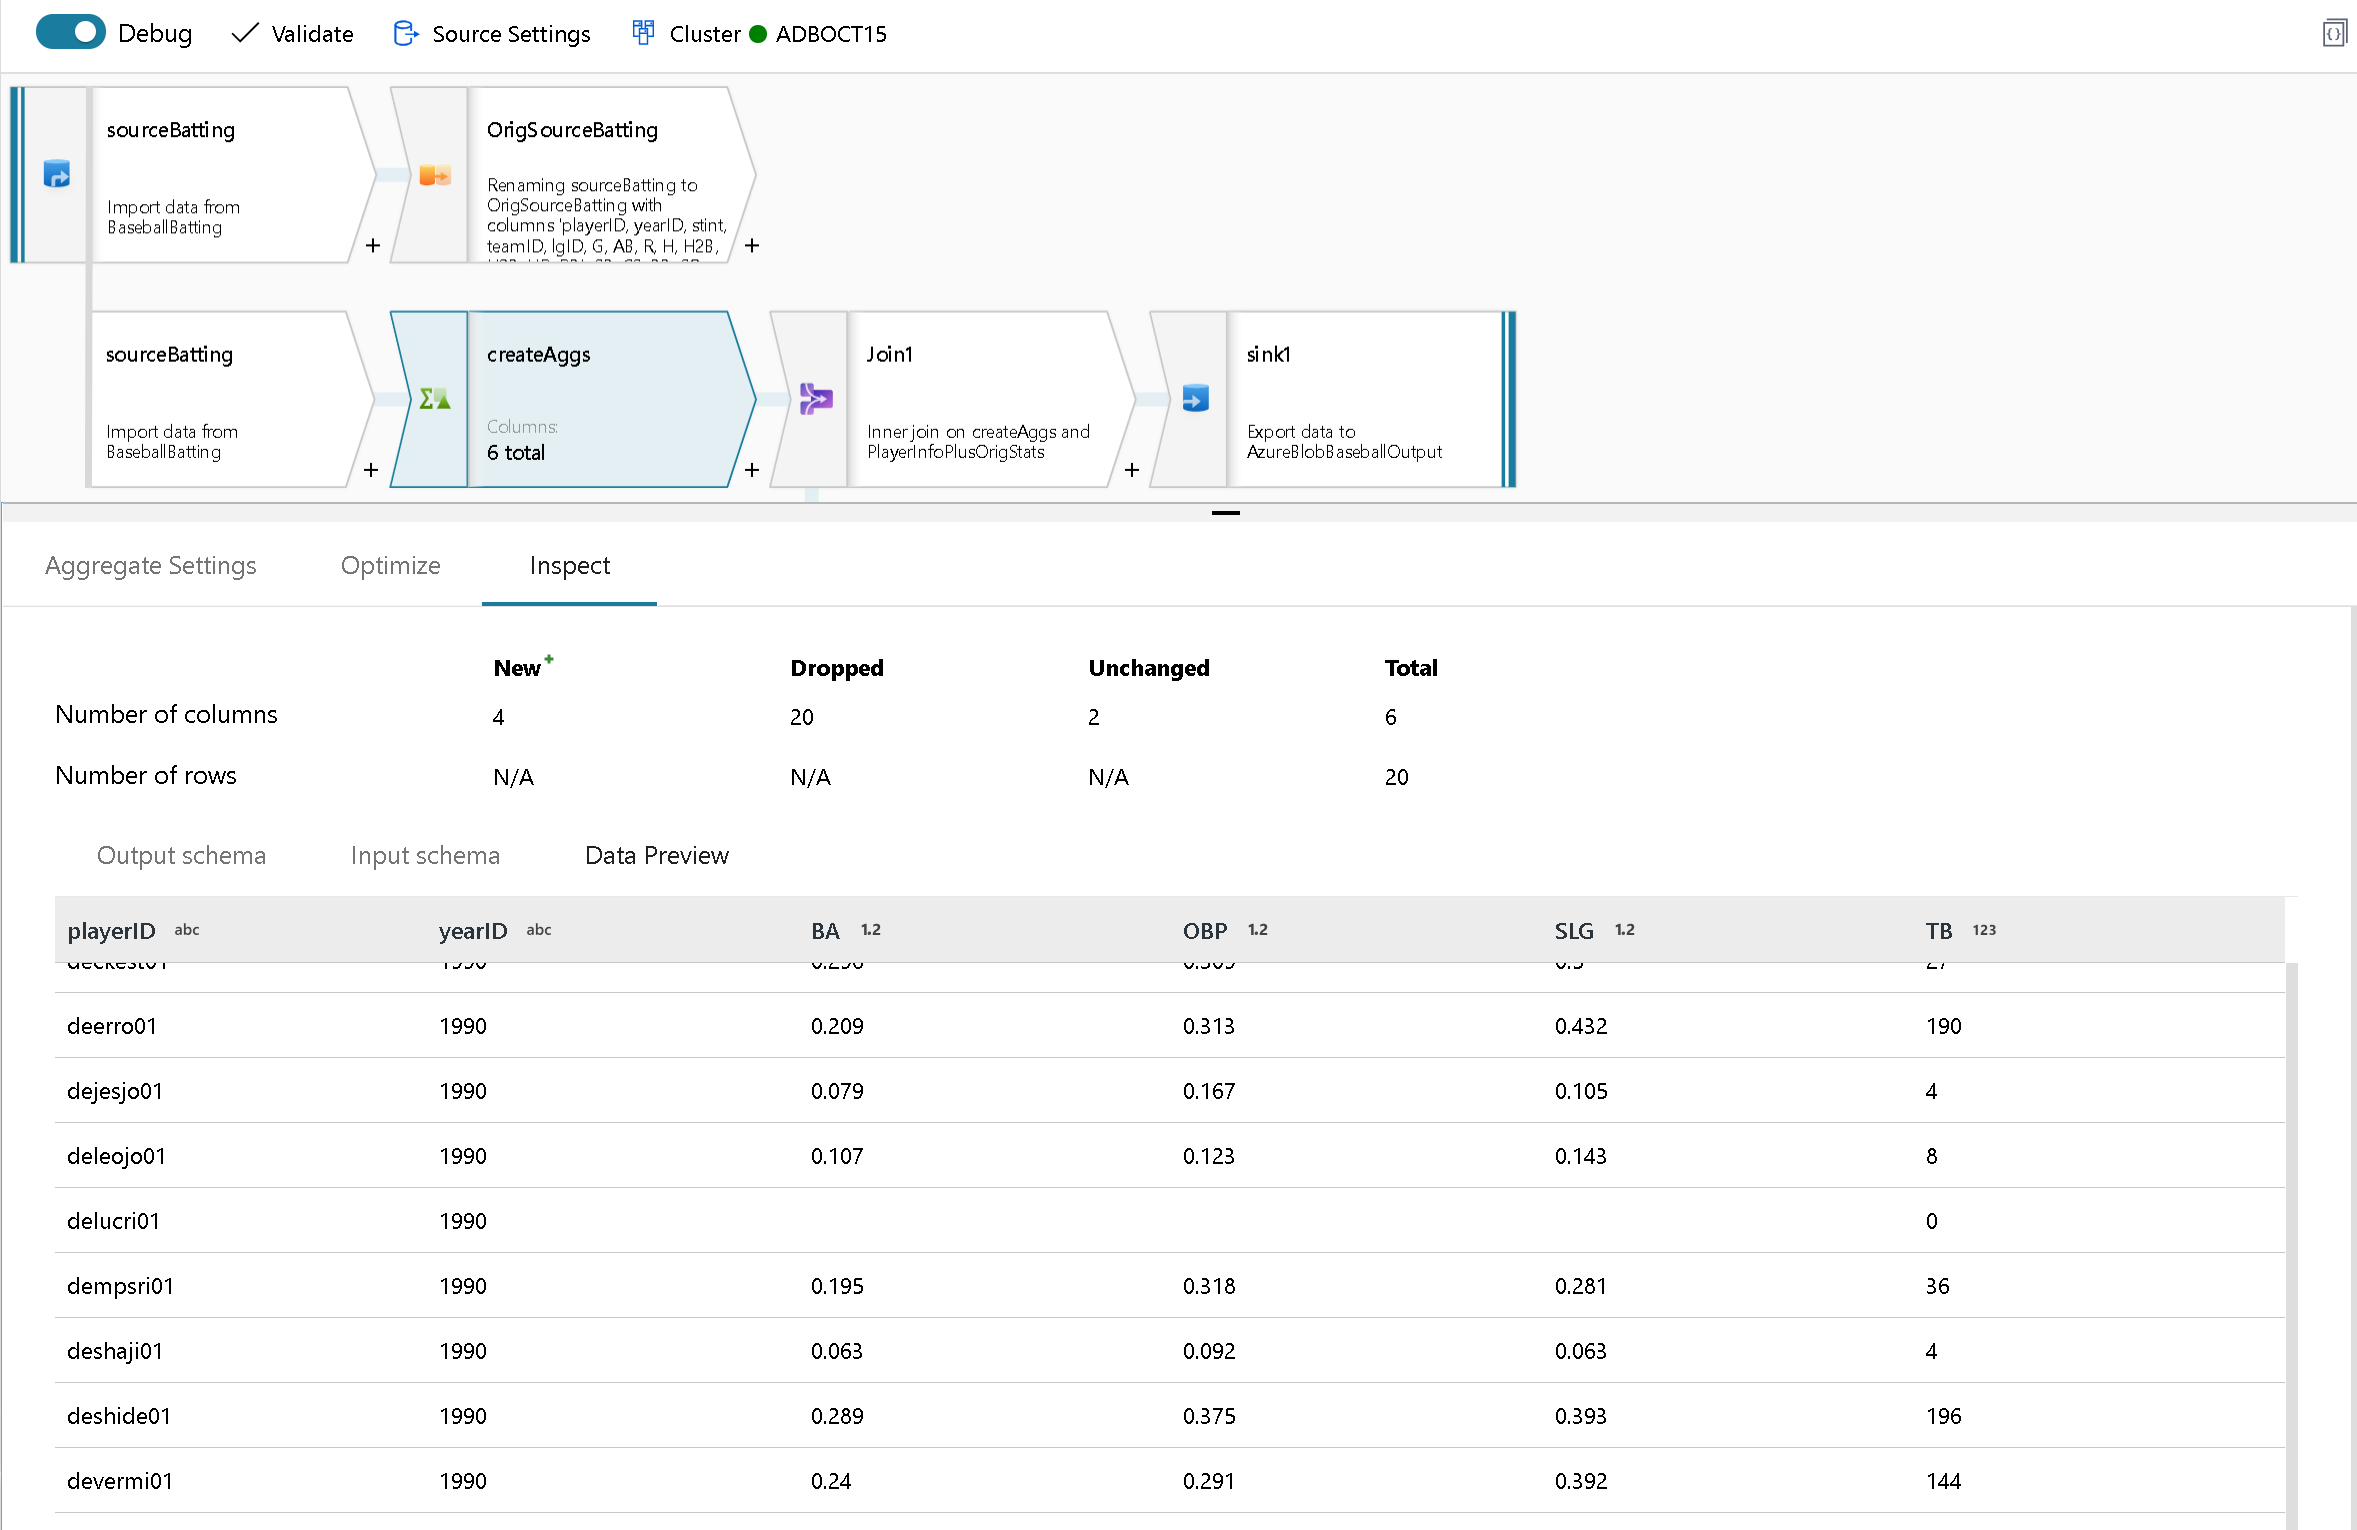 Debug Validate Source Settings Cluster ADBOCT15
sourceBatting
Import data from
BaseballBatting
+
OrigSourceBatting
Renaming sourceBatting to
OrigSourceBatting with
columns 'playerID, yearID, stint,
teamID, lgID, G, AB, R, H, H2B,
+
sourceBatting
Import data from
BaseballBatting
+
createAggs
Columns:
6 total
+
Join1
Inner join on createAggs and
PlayerInfoPlusOrigStats
+
sink1
Export data to
AzureBlobBaseballOutput
Aggregate Settings Optimize Inspect
New+ Dropped Unchanged Total
Number of columns 4 20 2 6
Number of rows N/A N/A N/A 20
Output schema Input schema Data Preview
playerID abc yearID abc BA 1.2 OBP 1.2 SLG 1.2 TB 123
deerro01 1990 0.209 0.313 0.432 190
dejesjo01 1990 0.079 0.167 0.105 4
deleojo01 1990 0.107 0.123 0.143 8
delucri01 1990 0
dempsri01 1990 0.195 0.318 0.281 36
deshaji01 1990 0.063 0.092 0.063 4
deshide01 1990 0.289 0.375 0.393 196
devermi01 1990 0.24 0.291 0.392 144